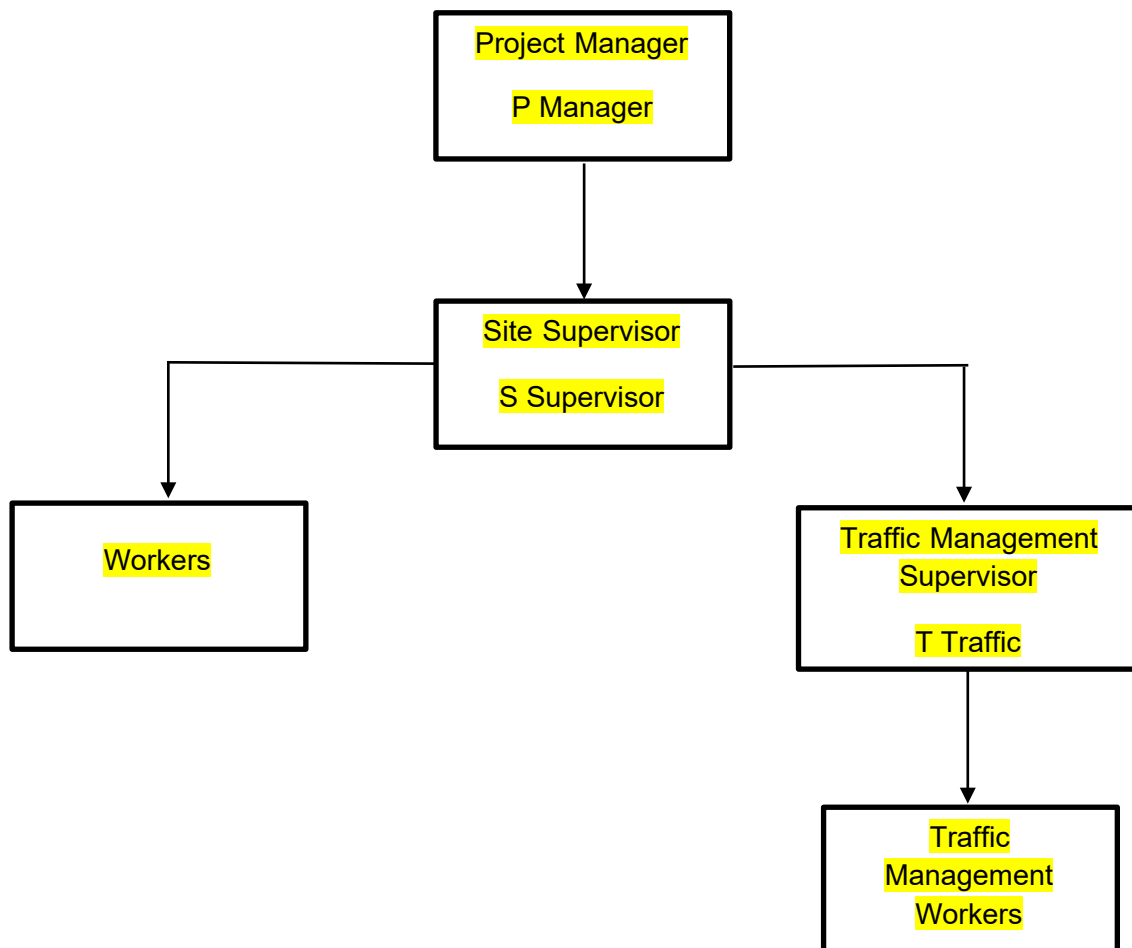 Project Manager
P Manager
Site Supervisor
S Supervisor
Workers
Traffic Management
Supervisor
T Traffic
Traffic
Management
Workers